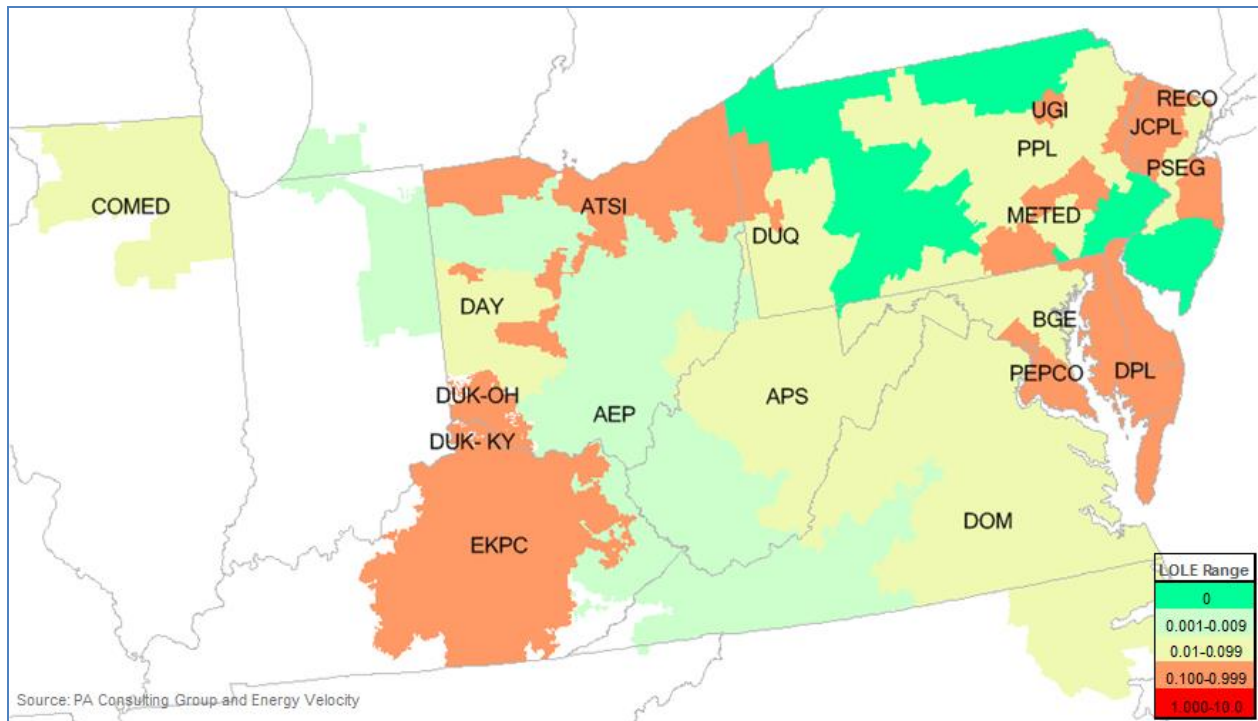 UGI
RECO
JCPL
PPL
PSEG
COMED
ATSI
METED
DUQ
DAY
BGE
PEPCO
DPL
DUK-OH
APS
AEP
DUK- KY
DOM
EKPC
LOLE Range
0
0.001-0.009
0.01-0.099
0.100-0.999
1.000-10.0
Source: PA Consulting Group and Energy Velocity